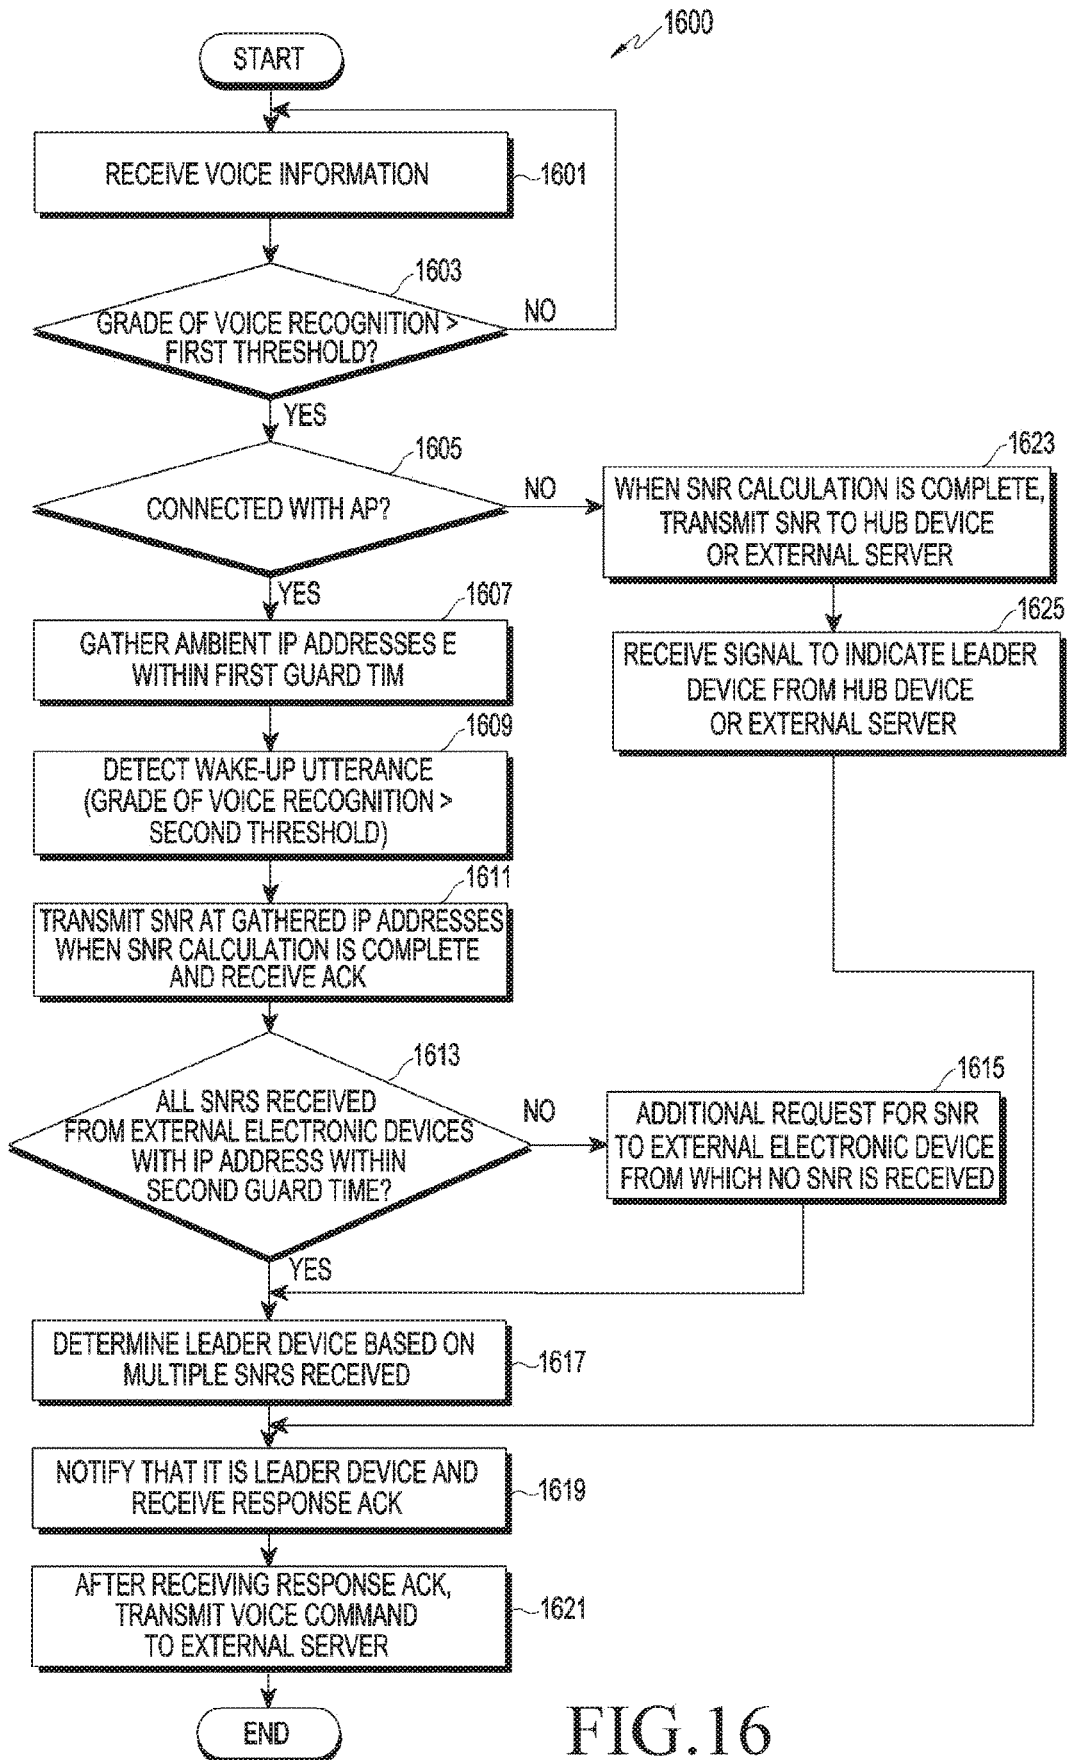 1600
START
RECEIVE VOICE INFORMATION
1601
1603
GRADE OF VOICE RECOGNITION >
FIRST THRESHOLD?
NO
YES
1605
CONNECTED WITH AP?
NO
YES
1623
WHEN SNR CALCULATION IS COMPLETE,
TRANSMIT SNR TO HUB DEVICE
OR EXTERNAL SERVER
1607
GATHER AMBIENT IP ADDRESSES E
WITHIN FIRST GUARD TIM
1625
RECEIVE SIGNAL TO INDICATE LEADER
DEVICE FROM HUB DEVICE
OR EXTERNAL SERVER
1609
DETECT WAKE-UP UTTERANCE
(GRADE OF VOICE RECOGNITION >
SECOND THRESHOLD)
1611
TRANSMIT SNR AT GATHERED IP ADDRESSES
WHEN SNR CALCULATION IS COMPLETE
AND RECEIVE ACK
1613
ALL SNRS RECEIVED
FROM EXTERNAL ELECTRONIC DEVICES
WITH IP ADDRESS WITHIN
SECOND GUARD TIME?
NO
YES
1615
ADDITIONAL REQUEST FOR SNR
TO EXTERNAL ELECTRONIC DEVICE
FROM WHICH NO SNR IS RECEIVED
DETERMINE LEADER DEVICE BASED ON
MULTIPLE SNRS RECEIVED
1617
NOTIFY THAT IT IS LEADER DEVICE AND
RECEIVE RESPONSE ACK
1619
AFTER RECEIVING RESPONSE ACK,
TRANSMIT VOICE COMMAND
TO EXTERNAL SERVER
1621
END
FIG.16